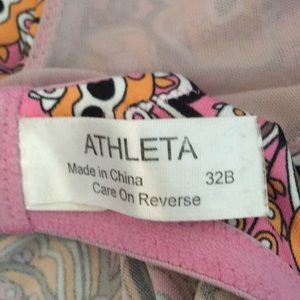 ATHLETA
Made in China 32B
Care On Reverse